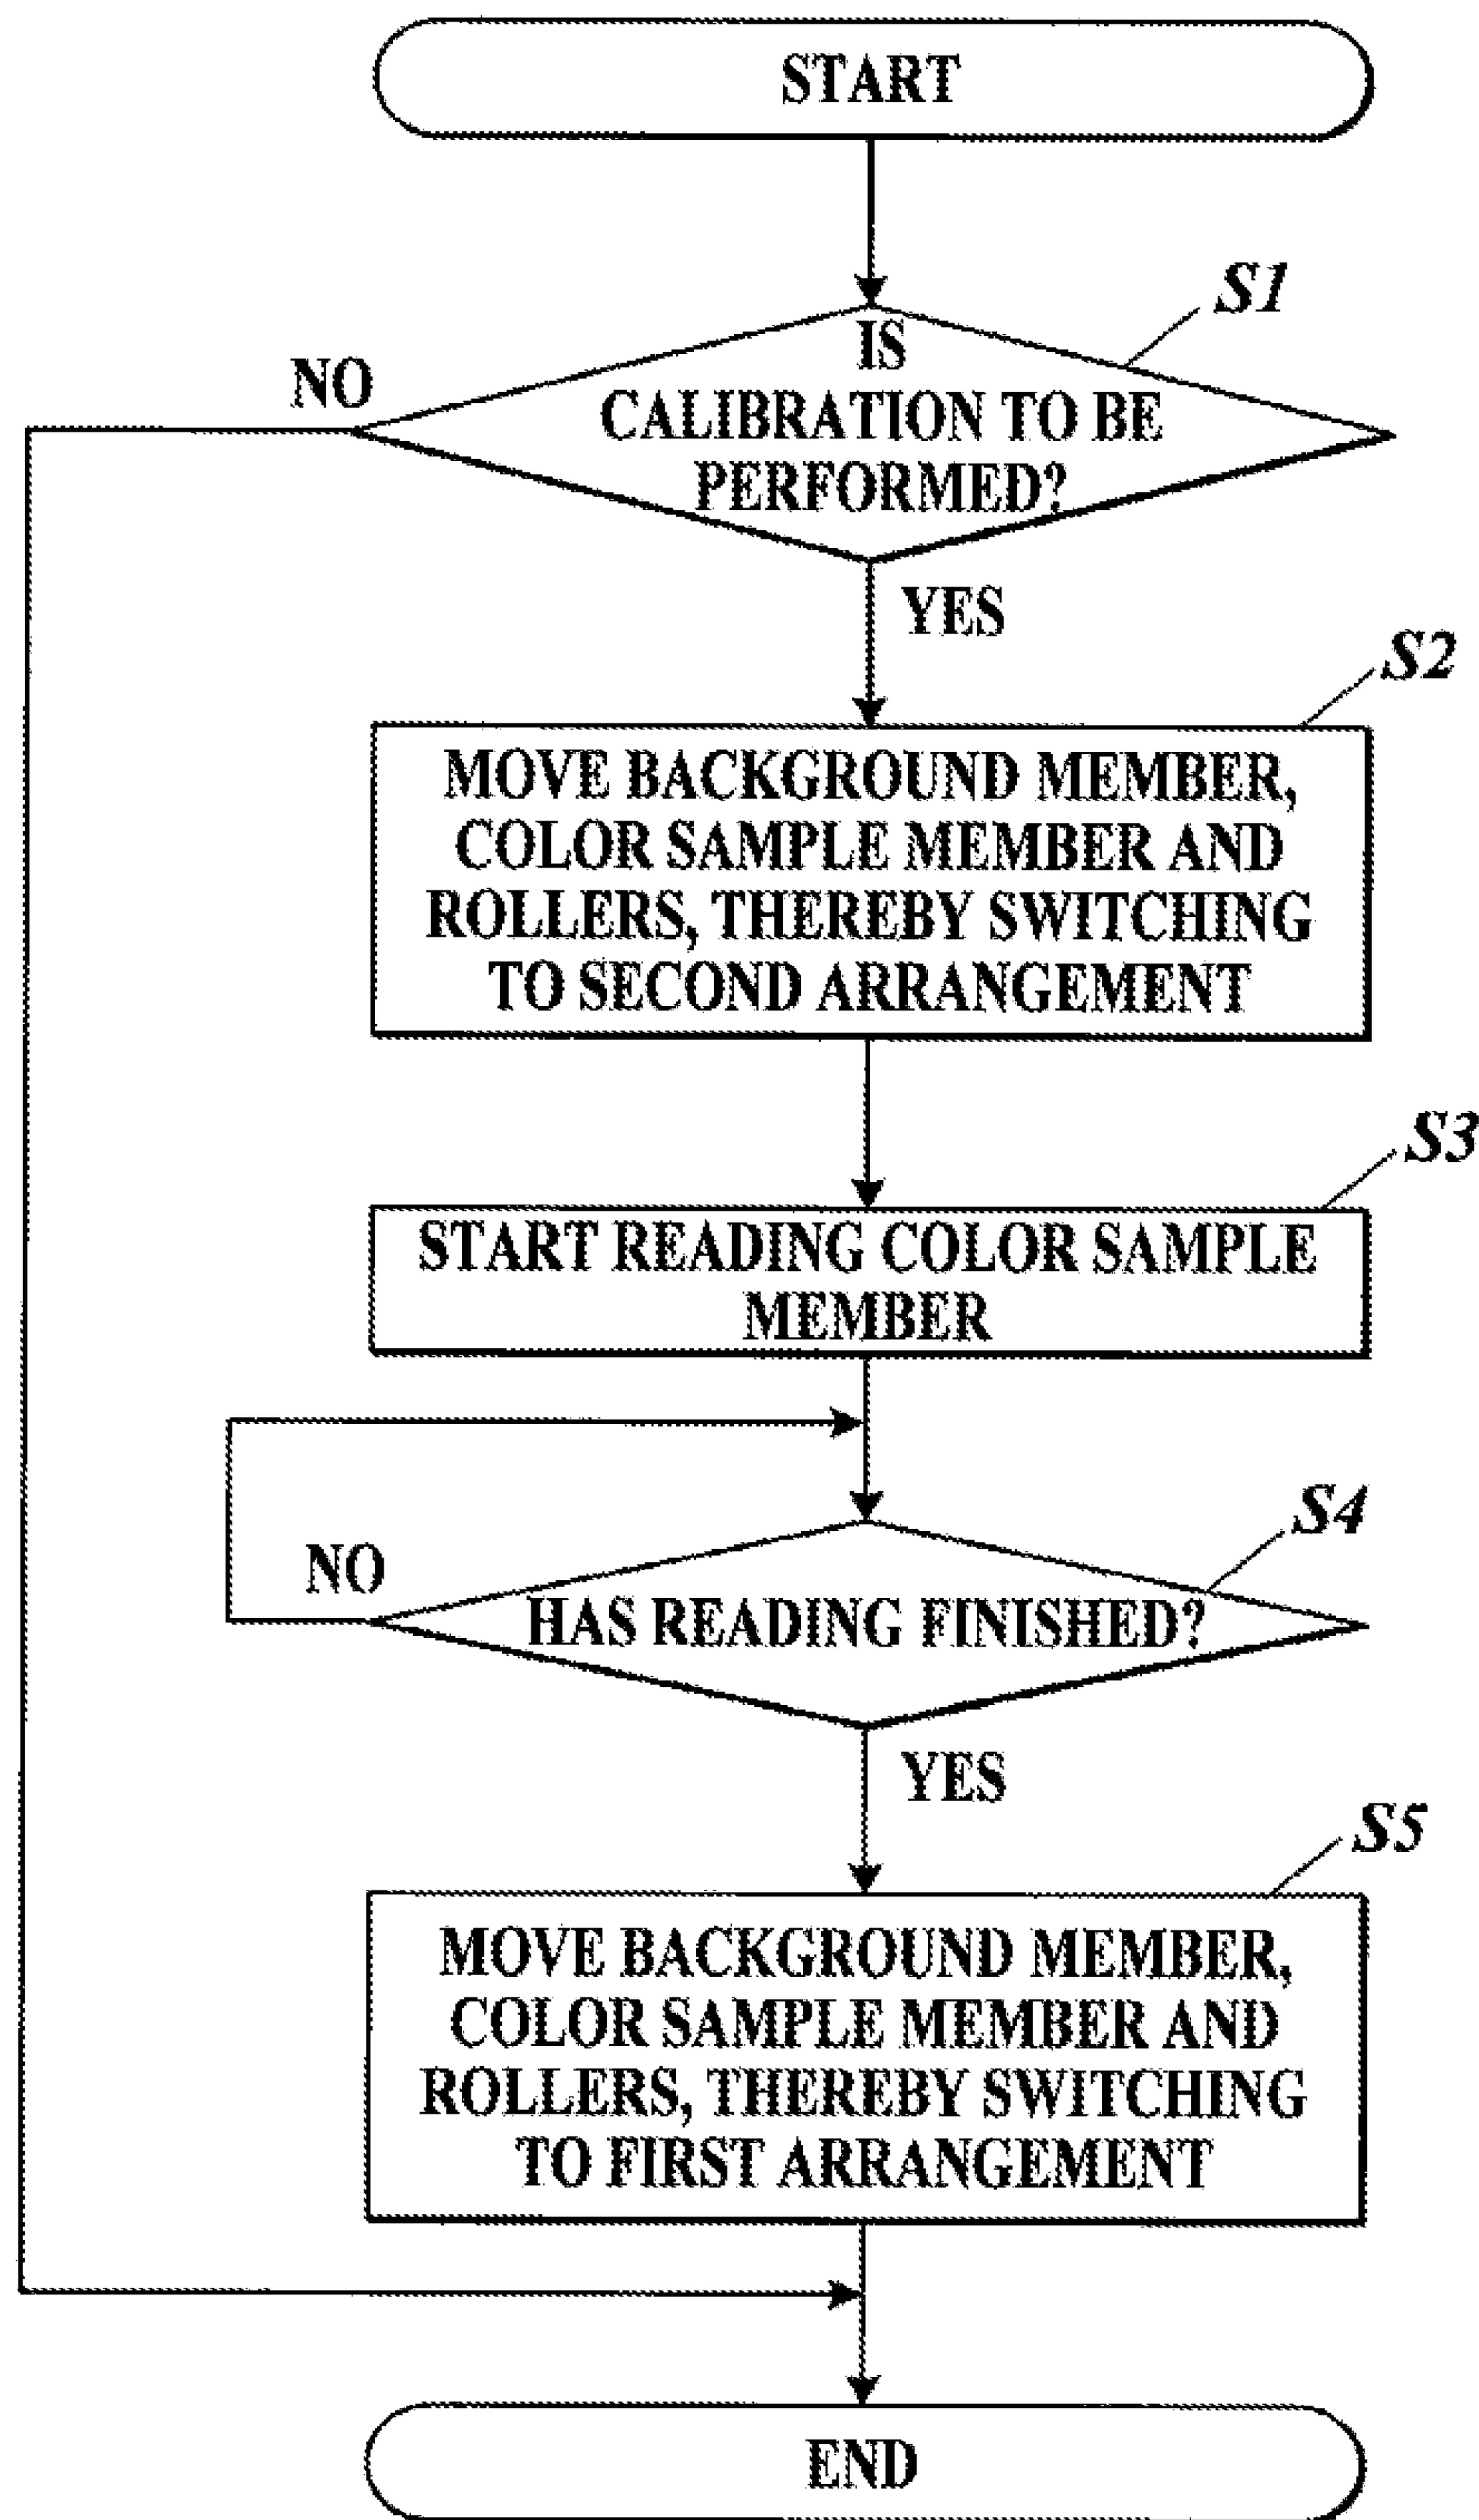 START
S1
NO
IS
CALIBRATION TO BE
PERFORMED?
YES
S2
MOVE BACKGROUND MEMBER,
COLOR SAMPLE MEMBER AND
ROLLERS, THEREBY SWITCHING
TO SECOND ARRANGEMENT
S3
START READING COLOR SAMPLE
MEMBER
S4
NO
HAS READING FINISHED?
YES
S5
MOVE BACKGROUND MEMBER,
COLOR SAMPLE MEMBER AND
ROLLERS, THEREBY SWITCHING
TO FIRST ARRANGEMENT
END